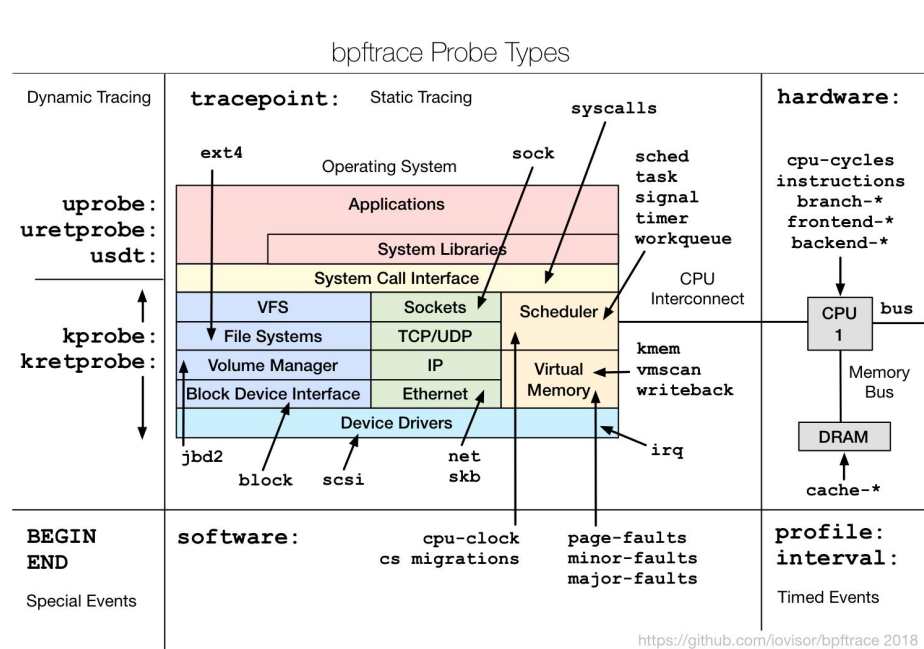 bpftrace Probe Types
Dynamic Tracing
tracepoint: Static Tracing
hardware:
syscalls
ext4
sock
Operating System
sched
task
signal
timer
workqueue
cpu-cycles
instructions
branch-*
frontend-*
backend-*
uprobe:
uretprobe:
usdt:
Applications
System Libraries
System Call Interface
VFS
Sockets
Scheduler
File Systems
TCP/UDP
Volume Manager
IP
Virtual
Memory
Block Device Interface
Ethernet
Device Drivers
CPU
Interconnect
CPU
1
bus
kprobe:
kretprobe:
kmem
vmscan
writeback
Memory
Bus
DRAM
cache-*
jbd2
block
scsi
net
skb
irq
BEGIN
END
Special Events
software:
cpu-clock
cs migrations
page-faults
minor-faults
major-faults
profile:
interval:
Timed Events
https://github.com/iovisor/bpftrace 2018